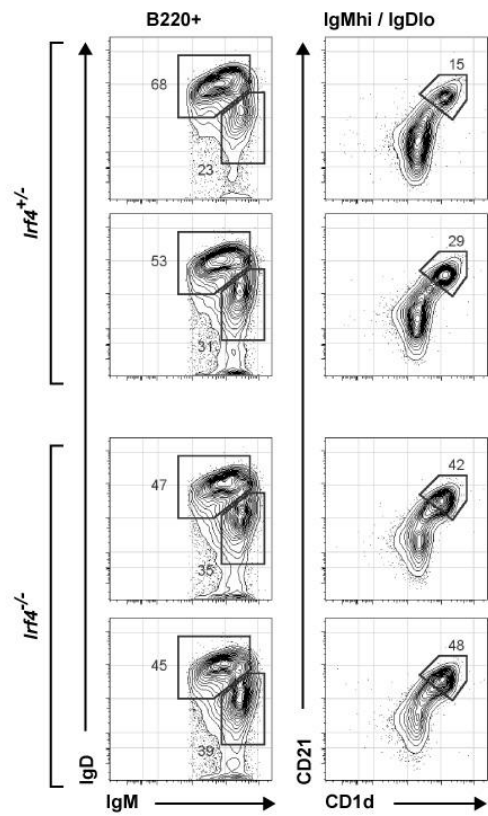 B220+ IgMhi / IgDlo
68
23
15
Irf4+/-
53
31
29
47
35
42
Irf4-/-
45
39
48
IgD
CD21
IgM
CD1d